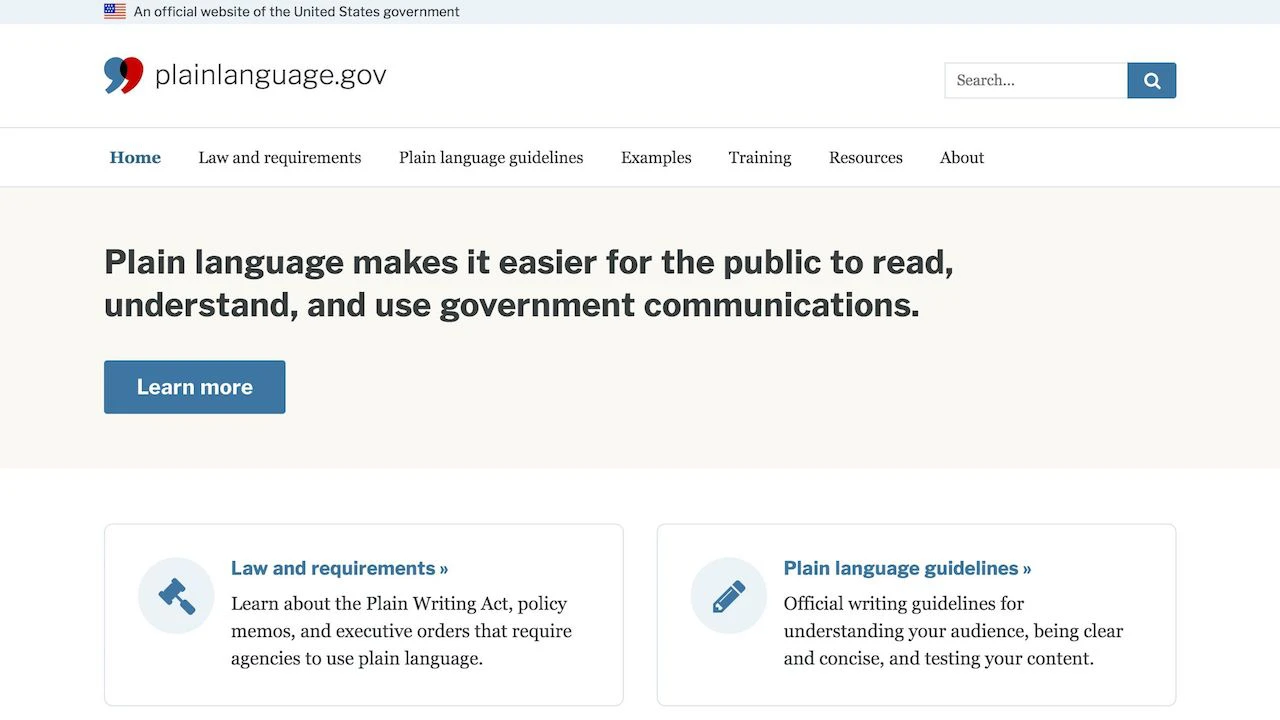 An official website of the United States government
plainlanguage.gov
Search...
Home
Law and requirements
Plain language guidelines
Examples
Training
Resources
About
Plain language makes it easier for the public to read,
understand, and use government communications.
Learn more
Law and requirements »
Learn about the Plain Writing Act, policy
memos, and executive orders that require
agencies to use plain language.
Plain language guidelines »
Official writing guidelines for
understanding your audience, being clear
and concise, and testing your content.